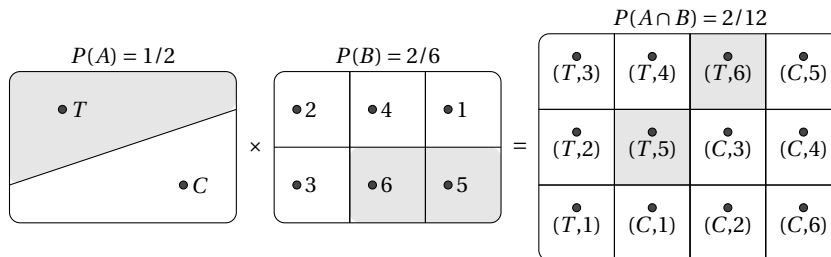 P(A) = 1/2
T
C
×
P(B) = 2/6
2 4 1
3 6 5
=
P(A∩B) = 2/12
(T,3) (T,4) (T,6) (C,5)
(T,2) (T,5) (C,3) (C,4)
(T,1) (C,1) (C,2) (C,6)